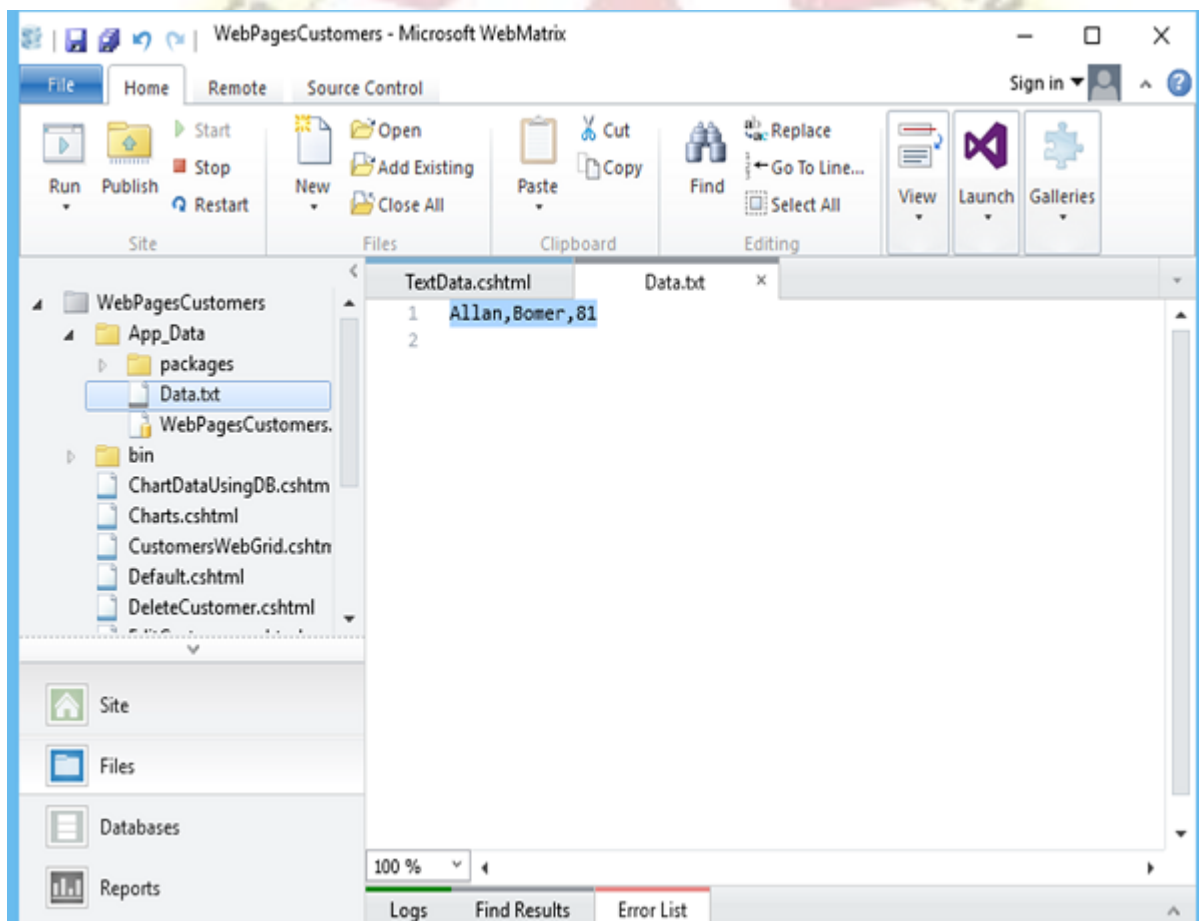 WebPagesCustomers - Microsoft WebMatrix
File Home Remote Source Control Sign in
Run
Publish
Start
Stop
Restart
Site
New
Open
Add Existing
Close All
Files
Paste
Cut
Copy
Clipboard
Find
Replace
Go To Line...
Select All
Editing
View
Launch
Galleries
WebPagesCustomers
App_Data
packages
Data.txt
WebPagesCustomers.
bin
ChartDataUsingDB.cshtm
Charts.cshtml
CustomersWebGrid.cshtm
Default.cshtml
DeleteCustomer.cshtml
Site
Files
Databases
Reports
TextData.cshtml Data.txt
1 Allan,Bomer,81
2
100 %
Logs Find Results Error List